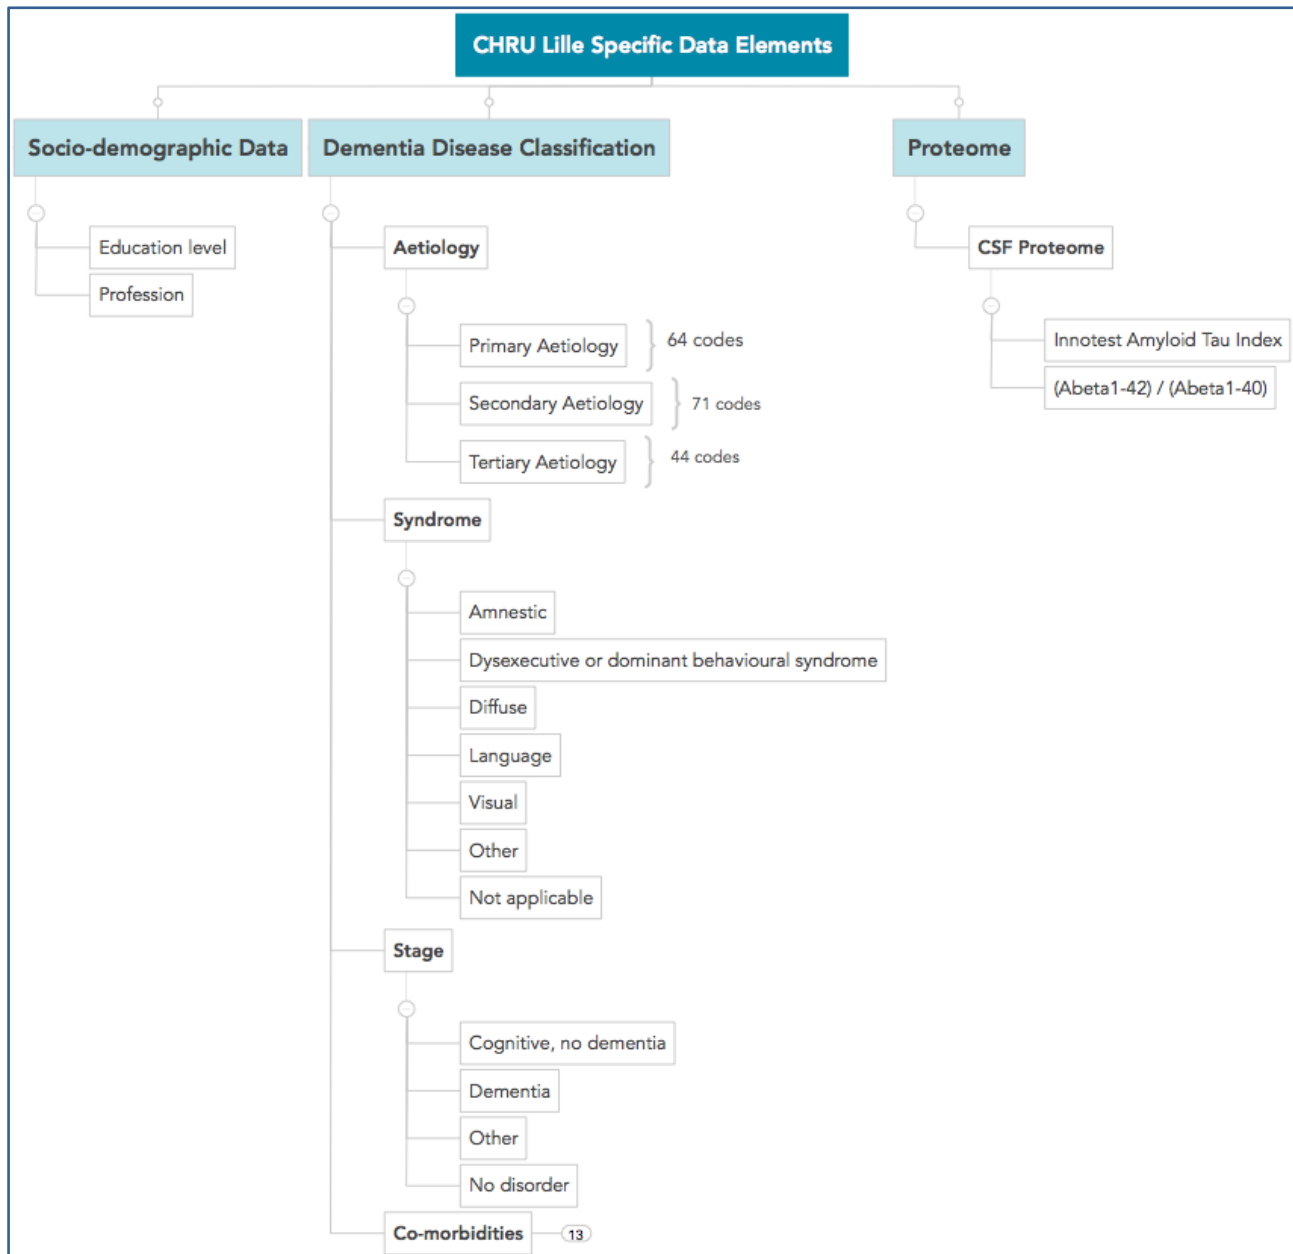 CHRU Lille Specific Data Elements
Socio-demographic Data
Education level
Profession
Dementia Disease Classification
Aetiology
Primary Aetiology
64 codes
Secondary Aetiology
71 codes
Tertiary Aetiology
44 codes
Syndrome
Amnestic
Dysexecutive or dominant behavioural syndrome
Diffuse
Language
Visual
Other
Not applicable
Stage
Cognitive, no dementia
Dementia
Other
No disorder
Co-morbidities
13
Proteome
CSF Proteome
Innotest Amyloid Tau Index
(Abeta1-42) / (Abeta1-40)